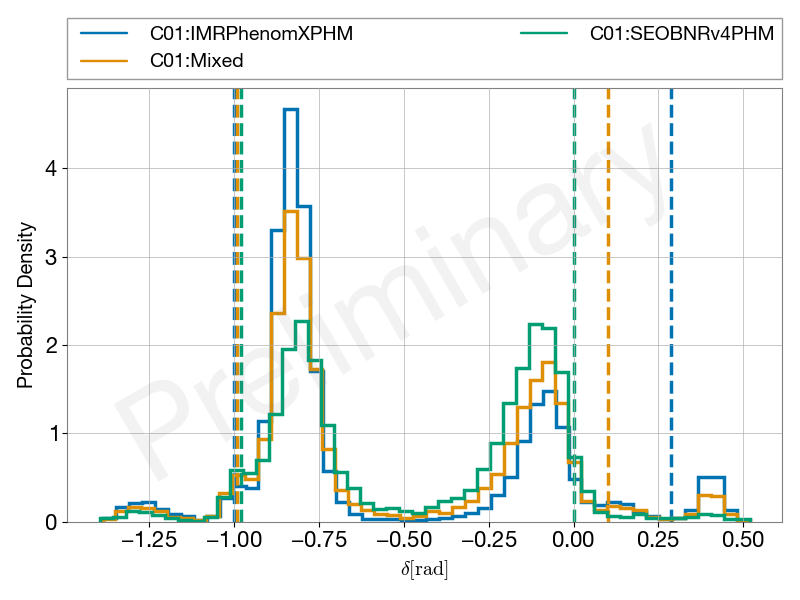 C01:IMRPhenomXPHM
C01:SEOBNRv4PHM
C01:Mixed
Preliminary
Probability Density
4
3
2
1
0
−1.25 −1.00 −0.75 −0.50 −0.25 0.00 0.25 0.50
δ[rad]